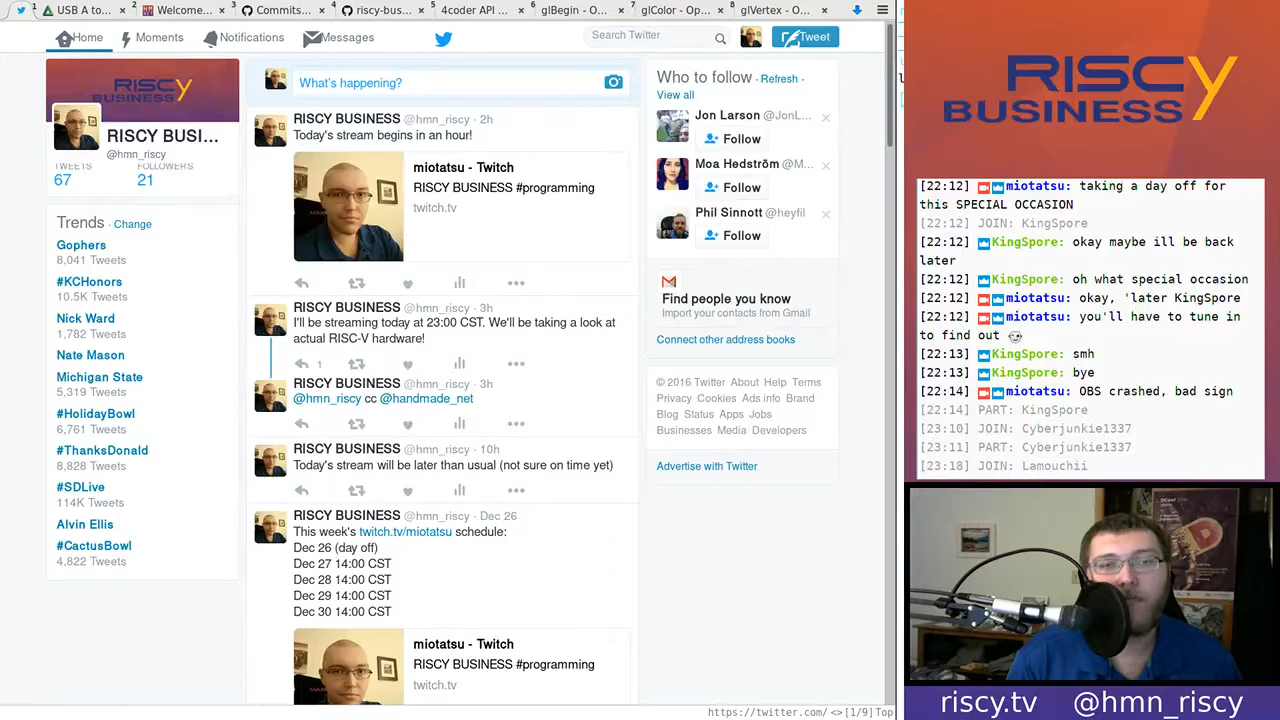 1 USB A to... × 2 Welcome... × 3 Commits... × 4 riscy-bus... × 5 4coder API ... × 6 glBegin - O... × 7 glColor - Op... × 8 glVertex - O... ×
Home Moments Notifications Messages Search Twitter Tweet
RISCY
BUSINESS
RISCY BUSI...
@hmn_riscy
TWEETS FOLLOWERS
67 21
Trends · Change
Gophers
8,041 Tweets
#KCHonors
10.5K Tweets
Nick Ward
1,782 Tweets
Nate Mason
Michigan State
5,319 Tweets
#HolidayBowl
6,761 Tweets
#ThanksDonald
8,828 Tweets
#SDLive
114K Tweets
Alvin Ellis
#CactusBowl
4,822 Tweets
What's happening?
RISCY BUSINESS @hmn_riscy · 2h
Today's stream begins in an hour!
miotatsu - Twitch
RISCY BUSINESS #programming
twitch.tv
RISCY BUSINESS @hmn_riscy · 3h
I'll be streaming today at 23:00 CST. We'll be taking a look at
actual RISC-V hardware!
1
RISCY BUSINESS @hmn_riscy · 3h
@hmn_riscy cc @handmade_net
RISCY BUSINESS @hmn_riscy · 10h
Today's stream will be later than usual (not sure on time yet)
RISCY BUSINESS @hmn_riscy · Dec 26
This week's twitch.tv/miotatsu schedule:
Dec 26 (day off)
Dec 27 14:00 CST
Dec 28 14:00 CST
Dec 29 14:00 CST
Dec 30 14:00 CST
miotatsu - Twitch
RISCY BUSINESS #programming
twitch.tv
Who to follow · Refresh ·
View all
Jon Larson @JonL...
Follow
Moa Hedström @M...
Follow
Phil Sinnott @heyfil
Follow
Find people you know
Import your contacts from Gmail
Connect other address books
© 2016 Twitter About Help Terms
Privacy Cookies Ads info Brand
Blog Status Apps Jobs
Businesses Media Developers
Advertise with Twitter
https://twitter.com/ <> [1/9] Top
RISCY
BUSINESS
[22:12] miotatsu: taking a day off for
this SPECIAL OCCASION
[22:12] JOIN: KingSpore
[22:12] KingSpore: okay maybe ill be back
later
[22:12] KingSpore: oh what special occasion
[22:12] miotatsu: okay, 'later KingSpore
[22:12] miotatsu: you'll have to tune in
to find out
[22:13] KingSpore: smh
[22:13] KingSpore: bye
[22:14] miotatsu: OBS crashed, bad sign
[22:14] PART: KingSpore
[23:10] JOIN: Cyberjunkie1337
[23:11] PART: Cyberjunkie1337
[23:18] JOIN: Lamouchii
riscy.tv @hmn_riscy